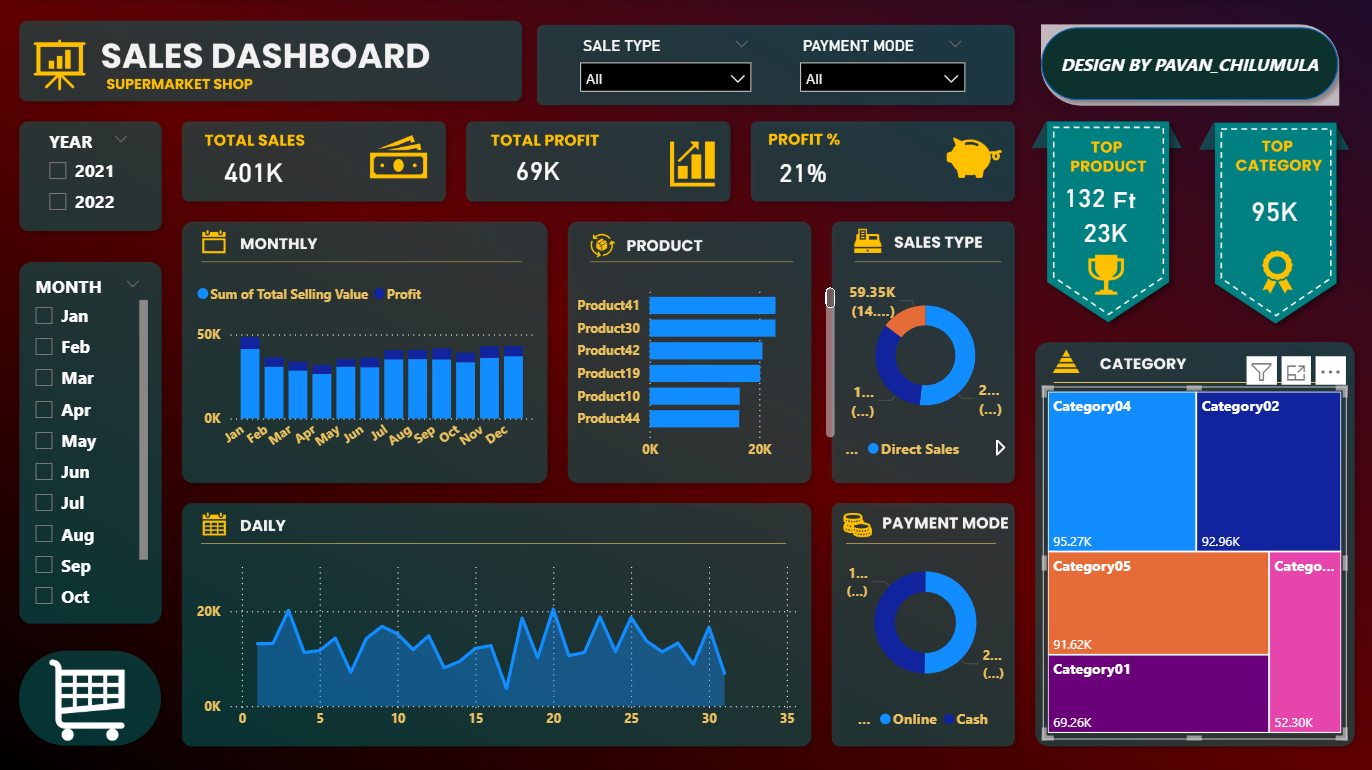 SALES DASHBOARD
SUPERMARKET SHOP
SALE TYPE
All
PAYMENT MODE
All
DESIGN BY PAVAN_CHILUMULA
YEAR
2021
2022
TOTAL SALES
401K
TOTAL PROFIT
69K
PROFIT %
21%
TOP
PRODUCT
132 Ft
23K
TOP
CATEGORY
95K
MONTH
Jan
Feb
Mar
Apr
May
Jun
Jul
Aug
Sep
Oct
MONTHLY
Sum of Total Selling Value
Profit
50K
0K
Jan
Feb
Mar
Apr
May
Jun
Jul
Aug
Sep
Oct
Nov
Dec
PRODUCT
Product41
Product30
Product42
Product19
Product10
Product44
0K
20K
SALES TYPE
59.35K
(14....)
1...
(...)
2...
(...)
... Direct Sales
CATEGORY
Category04
95.27K
Category02
92.96K
Category05
91.62K
Catego...
52.30K
Category01
69.26K
DAILY
20K
0K
0 5 10 15 20 25 30 35
PAYMENT MODE
1...
(...)
2...
(...)
... Online Cash